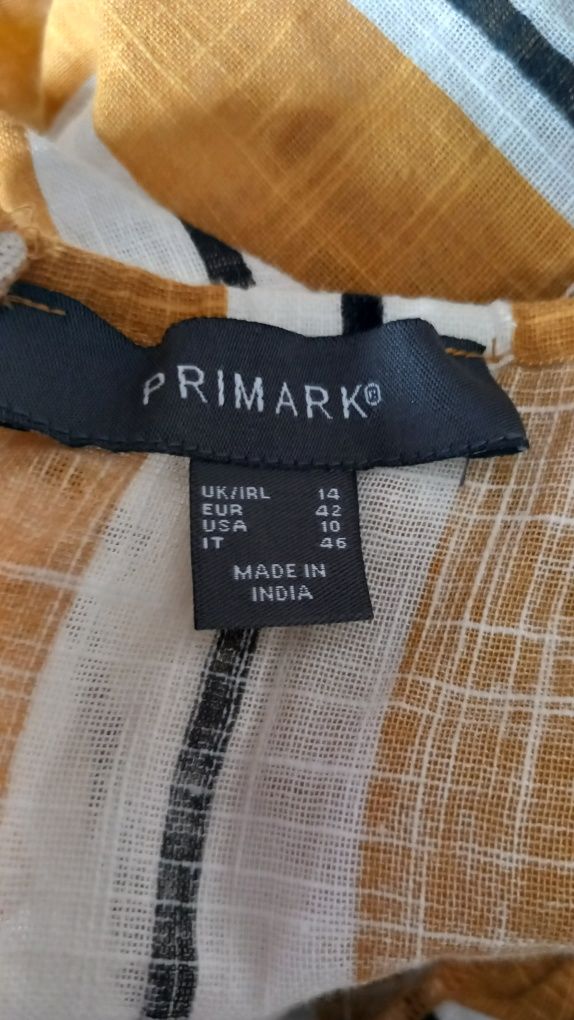 PRIMARK®
UK/IRL 14
EUR 42
USA 10
IT 46
MADE IN
INDIA